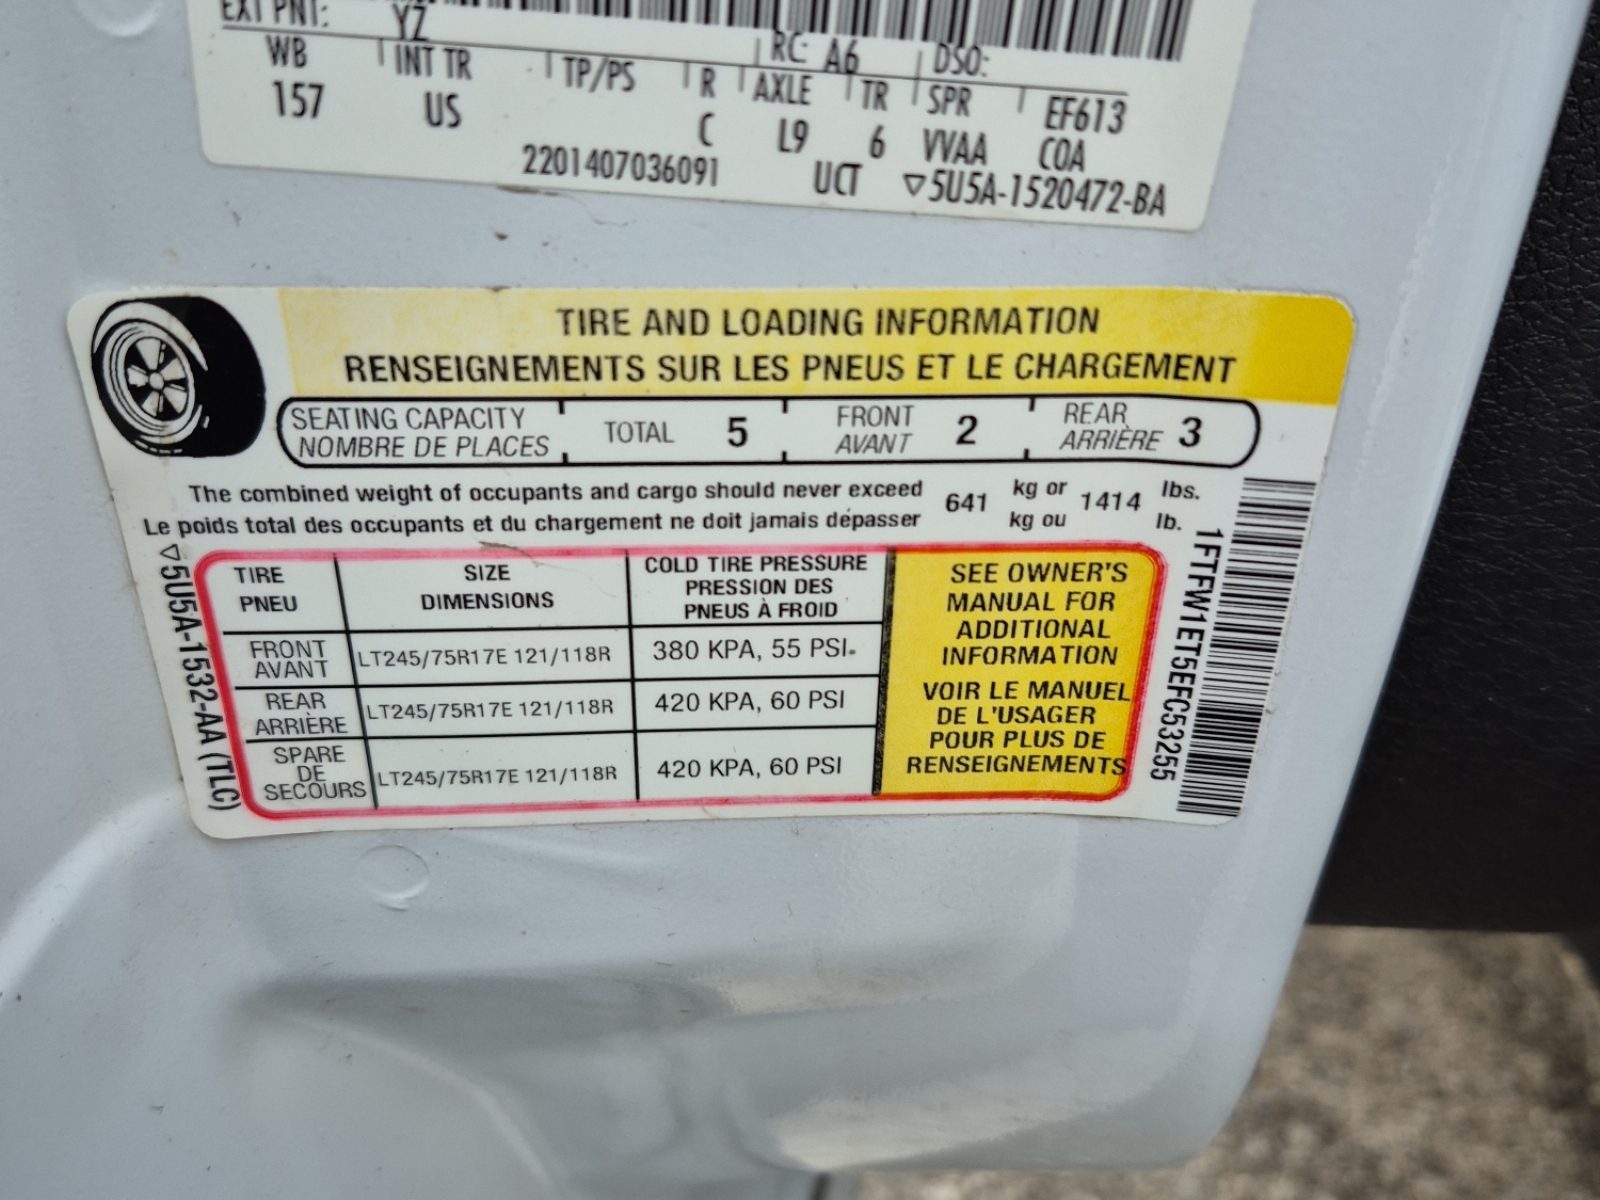 EXT PNT: YZ RC: A6 DSO:
WB INT TR TP/PS R AXLE TR SPR EF613
157 US C L9 6 VVAA COA
2201407036091 UCT ▽5U5A-1520472-BA
TIRE AND LOADING INFORMATION
RENSEIGNEMENTS SUR LES PNEUS ET LE CHARGEMENT
SEATING CAPACITY
NOMBRE DE PLACES
TOTAL 5
FRONT
AVANT 2
REAR
ARRIÈRE 3
The combined weight of occupants and cargo should never exceed 641 kg or 1414 lbs.
Le poids total des occupants et du chargement ne doit jamais dépasser kg ou lb.
▽5U5A-1532-AA (TLC)
TIRE
PNEU
SIZE
DIMENSIONS
COLD TIRE PRESSURE
PRESSION DES
PNEUS À FROID
FRONT
AVANT
LT245/75R17E 121/118R
380 KPA, 55 PSI
REAR
ARRIÈRE
LT245/75R17E 121/118R
420 KPA, 60 PSI
SPARE
DE
SECOURS
LT245/75R17E 121/118R
420 KPA, 60 PSI
SEE OWNER'S
MANUAL FOR
ADDITIONAL
INFORMATION
VOIR LE MANUEL
DE L'USAGER
POUR PLUS DE
RENSEIGNEMENTS
1FTFW1ET5EFC53255